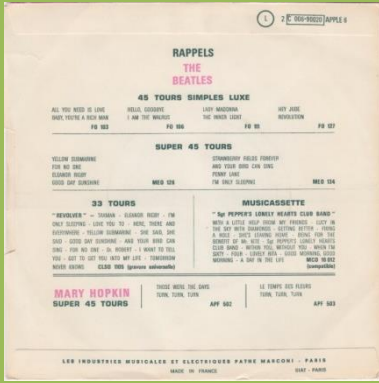 L 2 C 006-90020 APPLE 6
RAPPELS
THE
BEATLES
45 TOURS SIMPLES LUXE
ALL YOU NEED IS LOVE
BABY, YOU'RE A RICH MAN
FO 103
HELLO, GOODBYE
I AM THE WALRUS
FO 106
LADY MADONNA
THE INNER LIGHT
FO 111
HEY JUDE
REVOLUTION
FO 127
SUPER 45 TOURS
YELLOW SUBMARINE
FOR NO ONE
ELEANOR RIGBY
GOOD DAY SUNSHINE MEO 126
STRAWBERRY FIELDS FOREVER
AND YOUR BIRD CAN SING
PENNY LANE
I'M ONLY SLEEPING MEO 134
33 TOURS
"REVOLVER" - TAXMAN - ELEANOR RIGBY - I'M
ONLY SLEEPING - LOVE YOU TO - HERE, THERE AND
EVERYWHERE - YELLOW SUBMARINE - SHE SAID, SHE
SAID - GOOD DAY SUNSHINE - AND YOUR BIRD CAN
SING - FOR NO ONE - Dr. ROBERT - I WANT TO TELL
YOU - GOT TO GET YOU INTO MY LIFE - TOMORROW
NEVER KNOWS CLSO 1105 (gravure universelle)
MUSICASSETTE
"Sgt PEPPER'S LONELY HEARTS CLUB BAND"
WITH A LITTLE HELP FROM MY FRIENDS - LUCY IN
THE SKY WITH DIAMONDS - GETTING BETTER - FIXING
A HOLE - SHE'S LEAVING HOME - BEING FOR THE
BENEFIT OF Mr. KITE - Sgt PEPPER'S LONELY HEARTS
CLUB BAND - WITHIN YOU, WITHOUT YOU - WHEN I'M
SIXTY - FOUR - LOVELY RITA - GOOD MORNING, GOOD
MORNING - A DAY IN THE LIFE
(compatible)
MARY HOPKIN
SUPER 45 TOURS
THOSE WERE THE DAYS
TURN, TURN, TURN
APF 502
LE TEMPS DES FLEURS
TURN, TURN, TURN
APF 503
LES INDUSTRIES MUSICALES ET ELECTRIQUES PATHE MARCONI - PARIS
MADE IN FRANCE
DIAT - PARIS